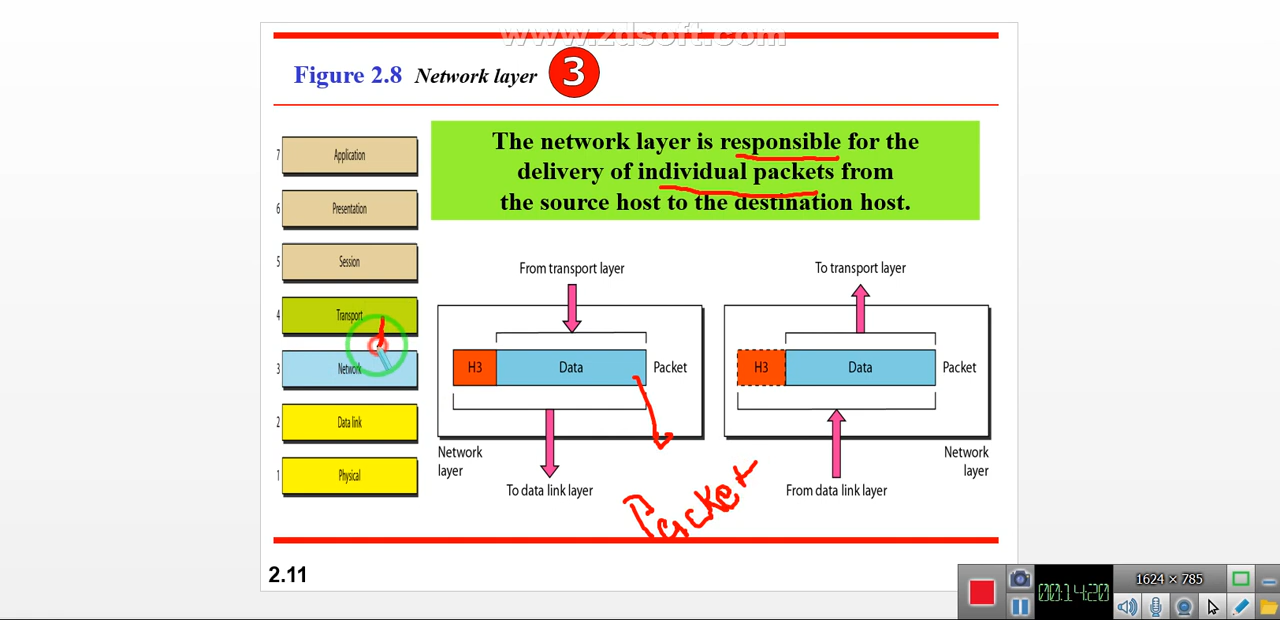 www.zdsoft.com
Figure 2.8 Network layer 3
The network layer is responsible for the
delivery of individual packets from
the source host to the destination host.
7 Application
6 Presentation
5 Session
4 Transport
3 Network
2 Data link
1 Physical
From transport layer
H3 Data Packet
Network
layer
To data link layer
To transport layer
H3 Data Packet
Network
layer
From data link layer
Packet
2.11
1624 × 785
00:14:20